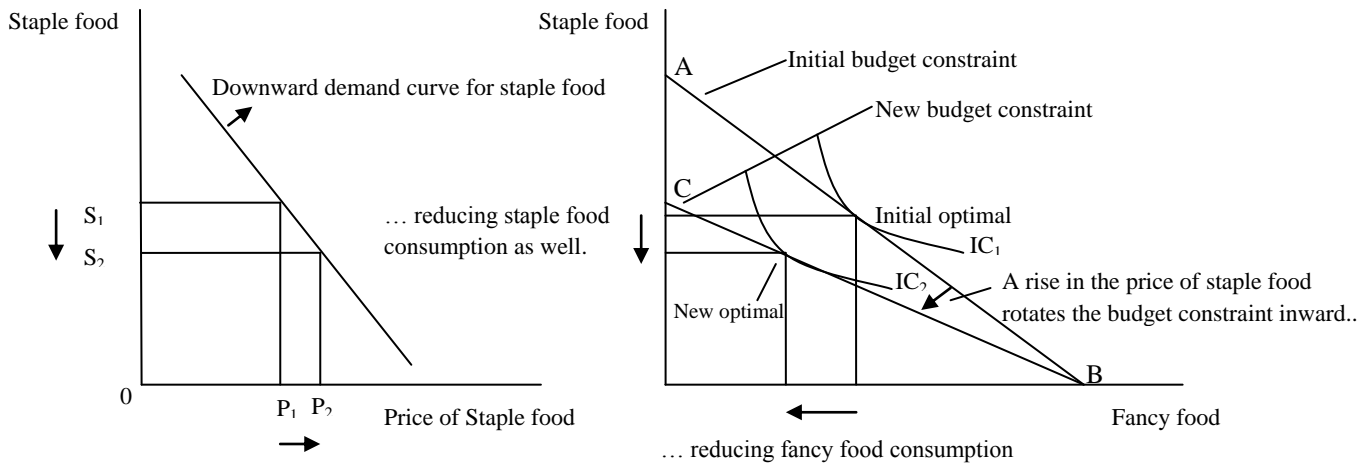 Staple food
Downward demand curve for staple food
S₁
S₂
… reducing staple food
consumption as well.
0
P₁ P₂
Price of Staple food
Staple food
A
Initial budget constraint
New budget constraint
C
Initial optimal
IC₁
IC₂
New optimal
A rise in the price of staple food
rotates the budget constraint inward..
B
Fancy food
… reducing fancy food consumption